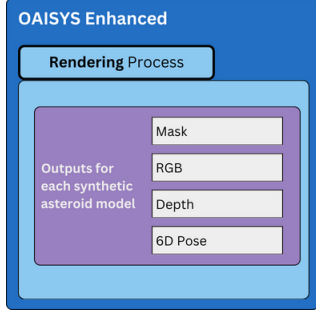 OAISYS Enhanced
Rendering Process
Outputs for
each synthetic
asteroid model
Mask
RGB
Depth
6D Pose